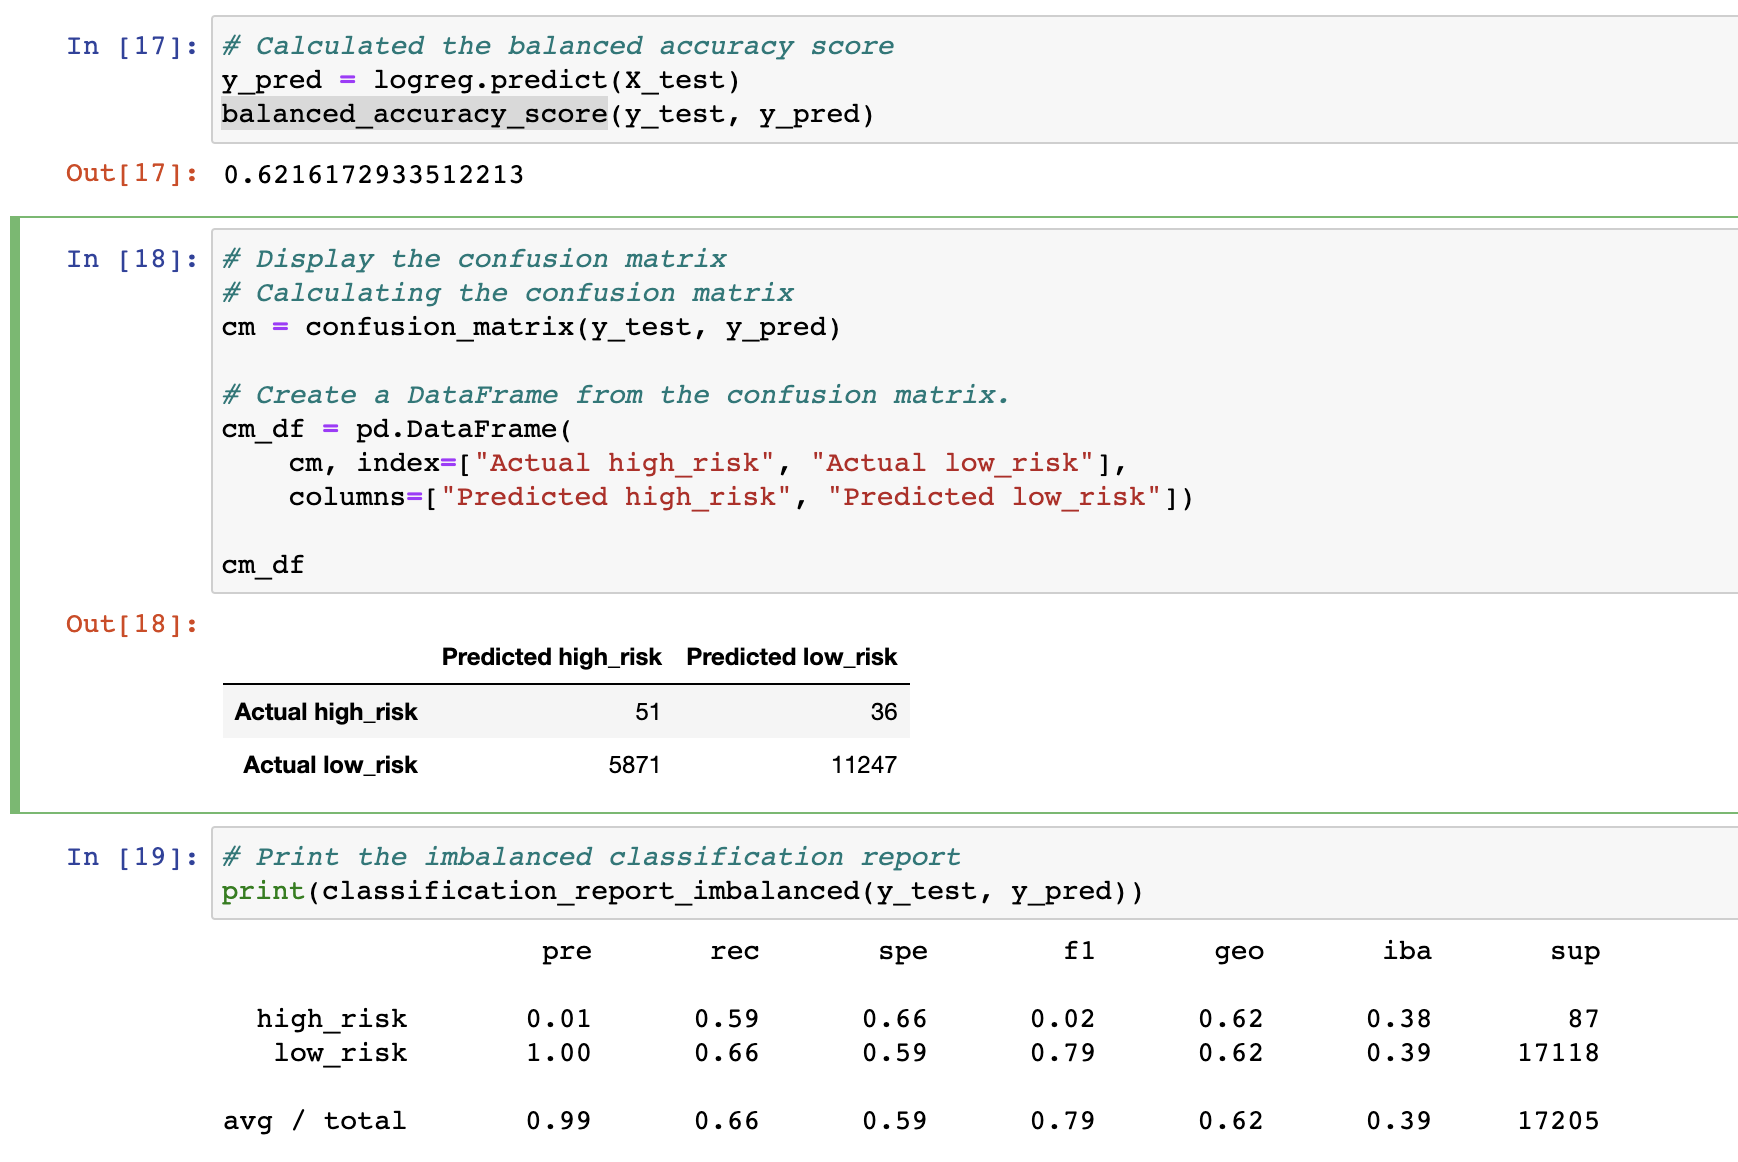 In [17]: # Calculated the balanced accuracy score
y_pred = logreg.predict(X_test)
balanced_accuracy_score(y_test, y_pred)
Out[17]: 0.6216172933512213
In [18]: # Display the confusion matrix
# Calculating the confusion matrix
cm = confusion_matrix(y_test, y_pred)
# Create a DataFrame from the confusion matrix.
cm_df = pd.DataFrame(
    cm, index=["Actual high_risk", "Actual low_risk"],
    columns=["Predicted high_risk", "Predicted low_risk"])
cm_df
Out[18]:
Predicted high_risk Predicted low_risk
Actual high_risk 51 36
Actual low_risk 5871 11247
In [19]: # Print the imbalanced classification report
print(classification_report_imbalanced(y_test, y_pred))
pre rec spe f1 geo iba sup
high_risk 0.01 0.59 0.66 0.02 0.62 0.38 87
low_risk 1.00 0.66 0.59 0.79 0.62 0.39 17118
avg / total 0.99 0.66 0.59 0.79 0.62 0.39 17205